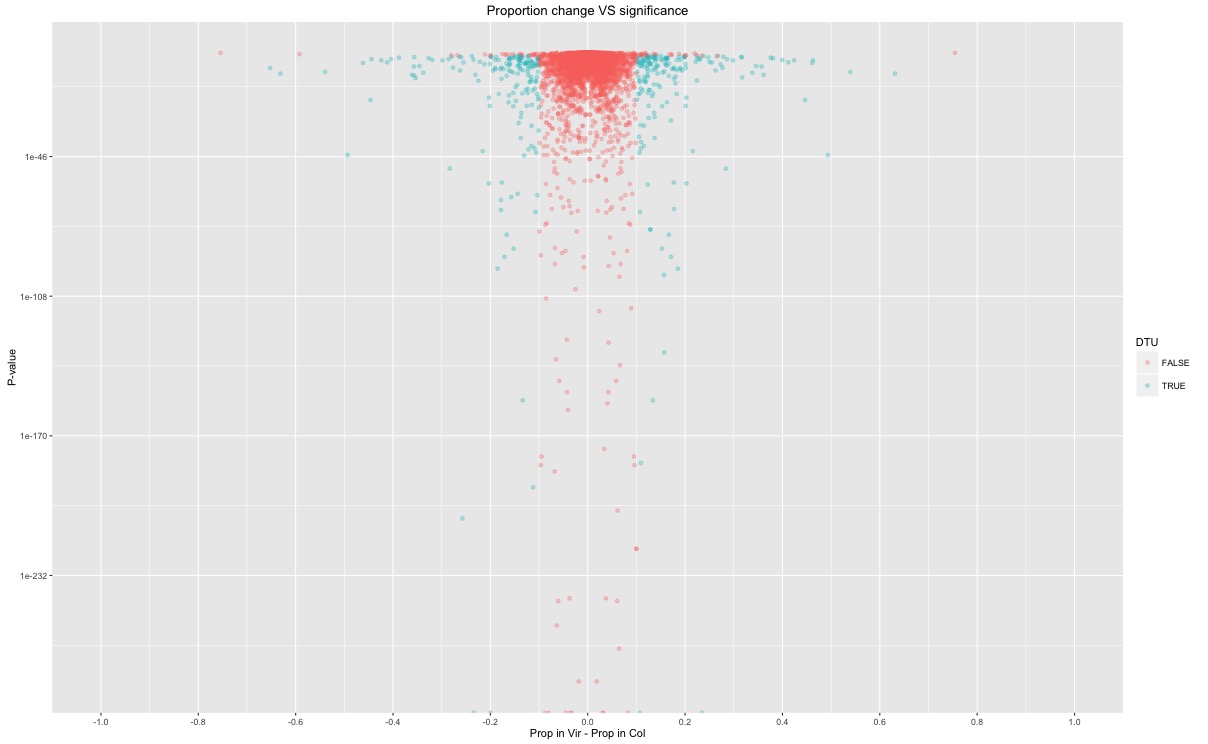 Proportion change VS significance
P-value
1e-46
1e-108
1e-170
1e-232
-1.0 -0.8 -0.6 -0.4 -0.2 0.0 0.2 0.4 0.6 0.8 1.0
Prop in Vir - Prop in Col
DTU
FALSE
TRUE